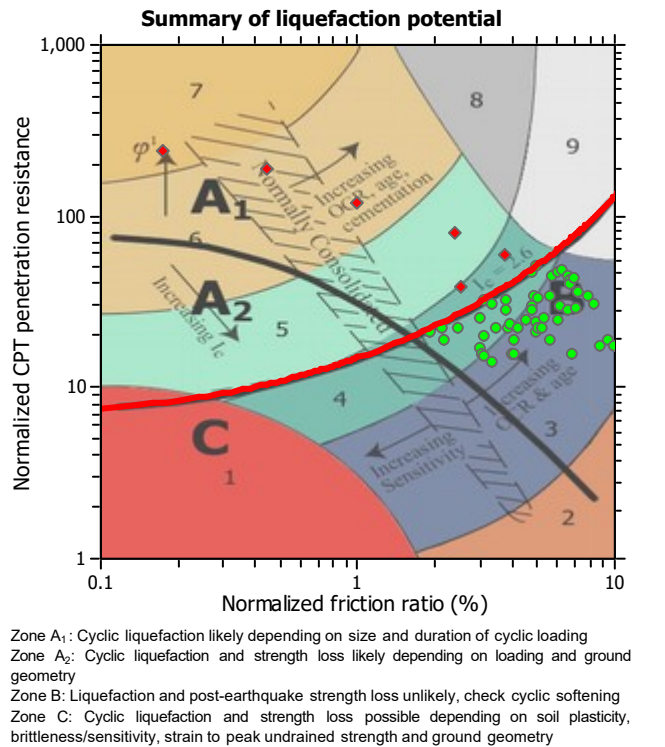 Summary of liquefaction potential
Normalized CPT penetration resistance
1,000
100
10
1
7
8
9
φ'
A1
Normally Consolidated
Increasing
OCR, age,
cementation
6
A2
Increasing Ic
5
Ic = 2.6
B
4
C
1
Increasing
Sensitivity
Increasing
OCR & age
3
2
0.1
1
10
Normalized friction ratio (%)
Zone A1: Cyclic liquefaction likely depending on size and duration of cyclic loading
Zone A2: Cyclic liquefaction and strength loss likely depending on loading and ground
geometry
Zone B: Liquefaction and post-earthquake strength loss unlikely, check cyclic softening
Zone C: Cyclic liquefaction and strength loss possible depending on soil plasticity,
brittleness/sensitivity, strain to peak undrained strength and ground geometry